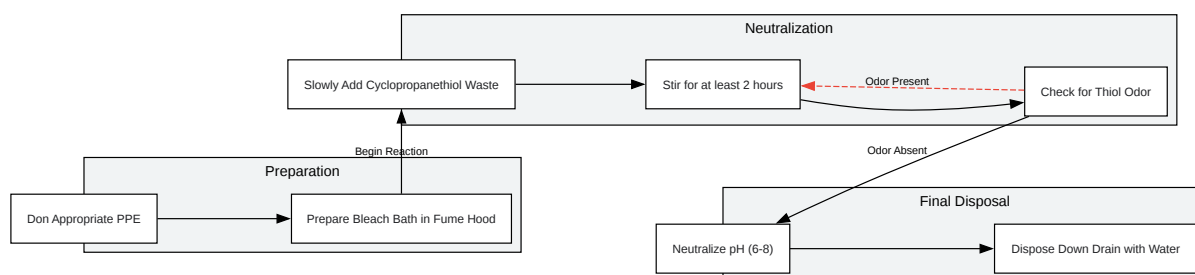 Neutralization
Slowly Add Cyclopropanethiol Waste
Stir for at least 2 hours
Odor Present
Check for Thiol Odor
Begin Reaction
Odor Absent
Preparation
Don Appropriate PPE
Prepare Bleach Bath in Fume Hood
Final Disposal
Neutralize pH (6-8)
Dispose Down Drain with Water